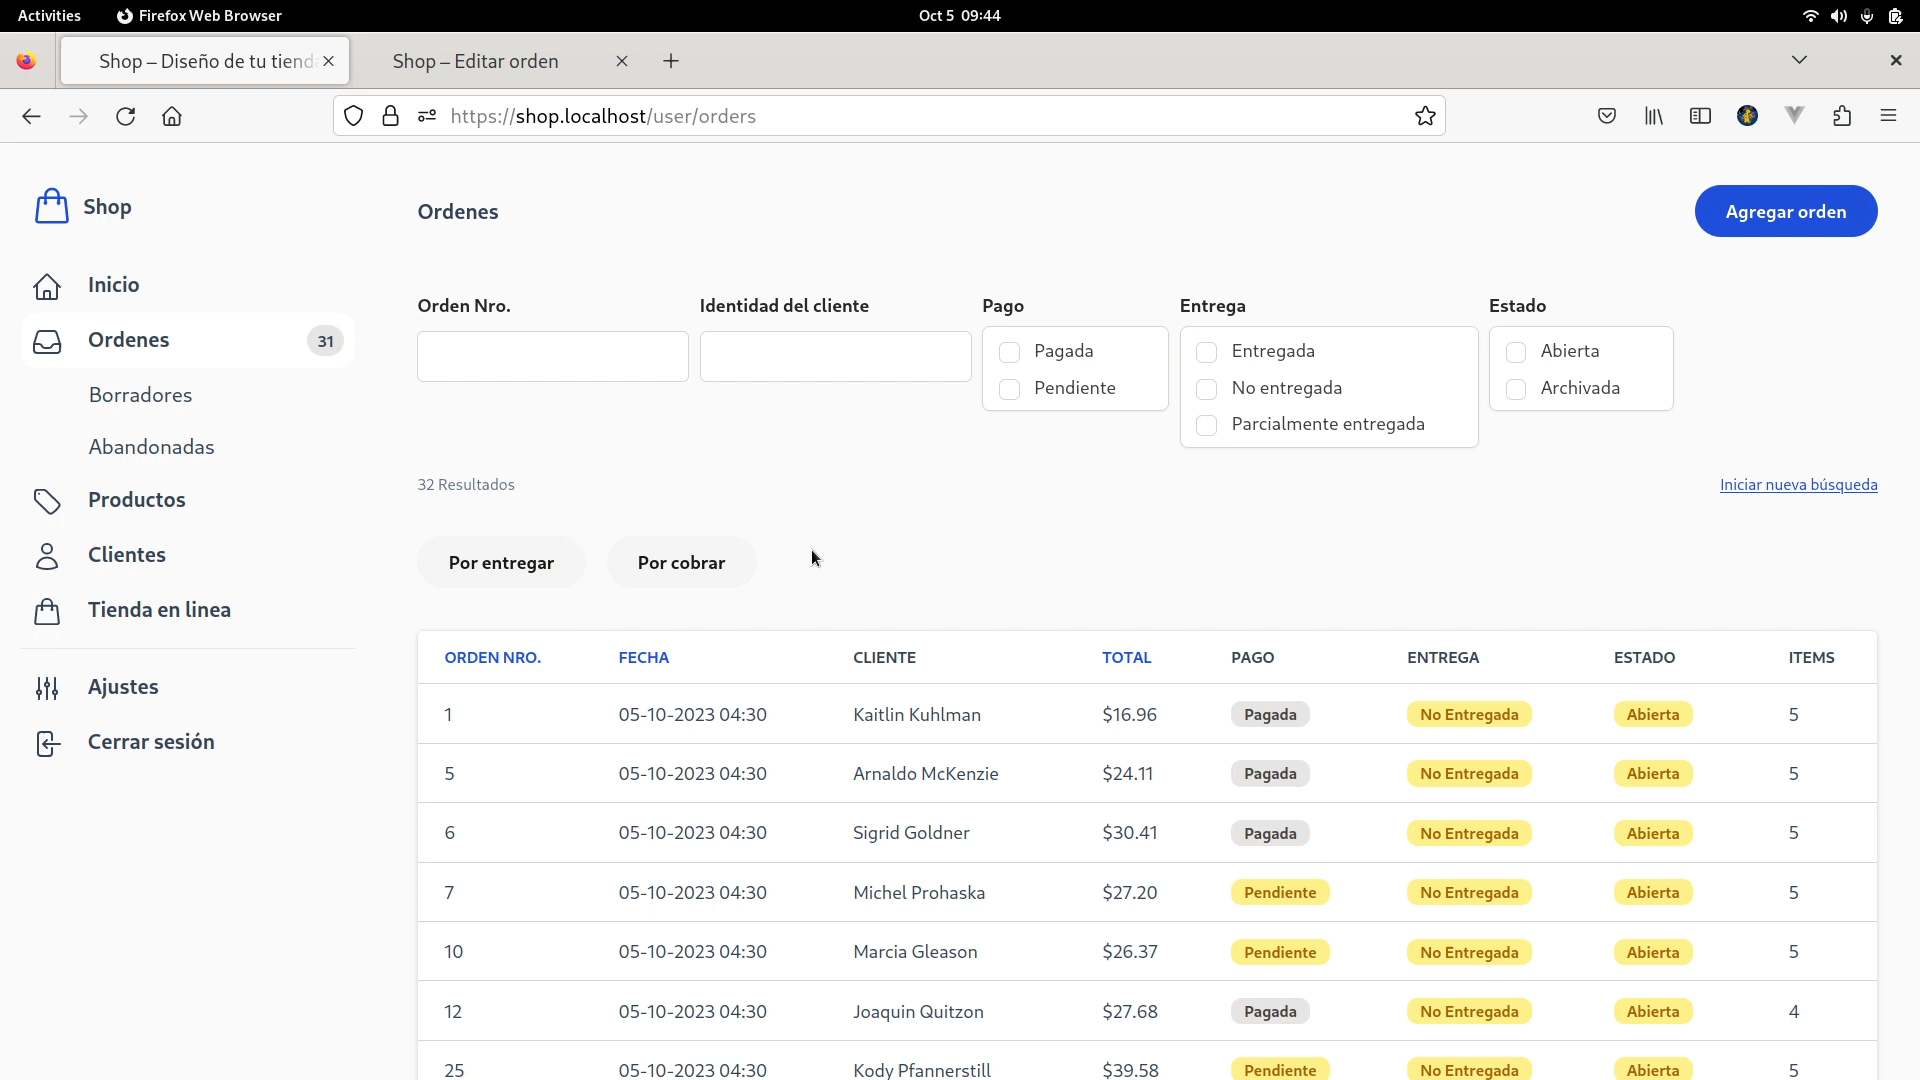 Activities Firefox Web Browser Oct 5 09:44
Shop – Diseño de tu tienda Shop – Editar orden
https://shop.localhost/user/orders
Shop
Inicio
Ordenes 31
Borradores
Abandonadas
Productos
Clientes
Tienda en linea
Ajustes
Cerrar sesión
Ordenes Agregar orden
Orden Nro. Identidad del cliente Pago Entrega Estado
Pagada Entregada Abierta
Pendiente No entregada Archivada
Parcialmente entregada
32 Resultados Iniciar nueva búsqueda
Por entregar Por cobrar
ORDEN NRO. FECHA CLIENTE TOTAL PAGO ENTREGA ESTADO ITEMS
1 05-10-2023 04:30 Kaitlin Kuhlman $16.96 Pagada No Entregada Abierta 5
5 05-10-2023 04:30 Arnaldo McKenzie $24.11 Pagada No Entregada Abierta 5
6 05-10-2023 04:30 Sigrid Goldner $30.41 Pagada No Entregada Abierta 5
7 05-10-2023 04:30 Michel Prohaska $27.20 Pendiente No Entregada Abierta 5
10 05-10-2023 04:30 Marcia Gleason $26.37 Pendiente No Entregada Abierta 5
12 05-10-2023 04:30 Joaquin Quitzon $27.68 Pagada No Entregada Abierta 4
25 05-10-2023 04:30 Kody Pfannerstill $39.58 Pendiente No Entregada Abierta 5